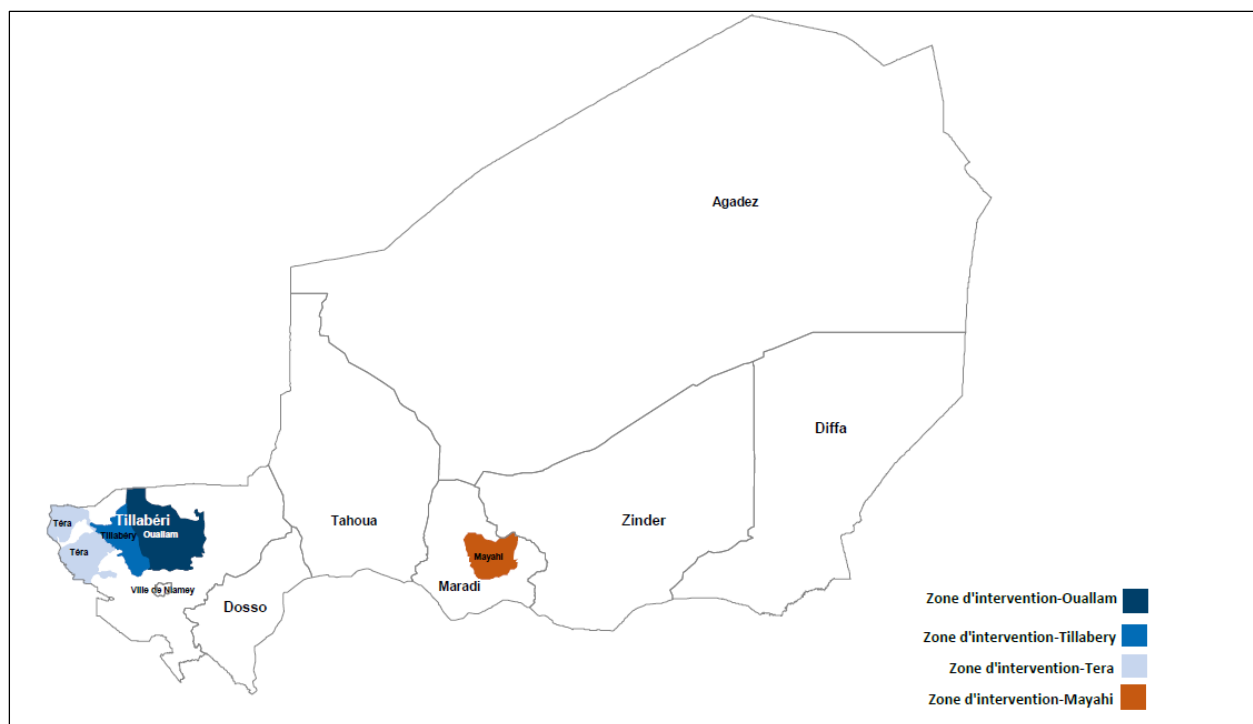 Agadez
Diffa
Tahoua
Zinder
Téra
Tillabéri
Tillabéry
Ouallam
Téra
Mayahi
Maradi
Ville de Niamey
Dosso
Zone d'intervention-Ouallam
Zone d'intervention-Tillabery
Zone d'intervention-Tera
Zone d'intervention-Mayahi